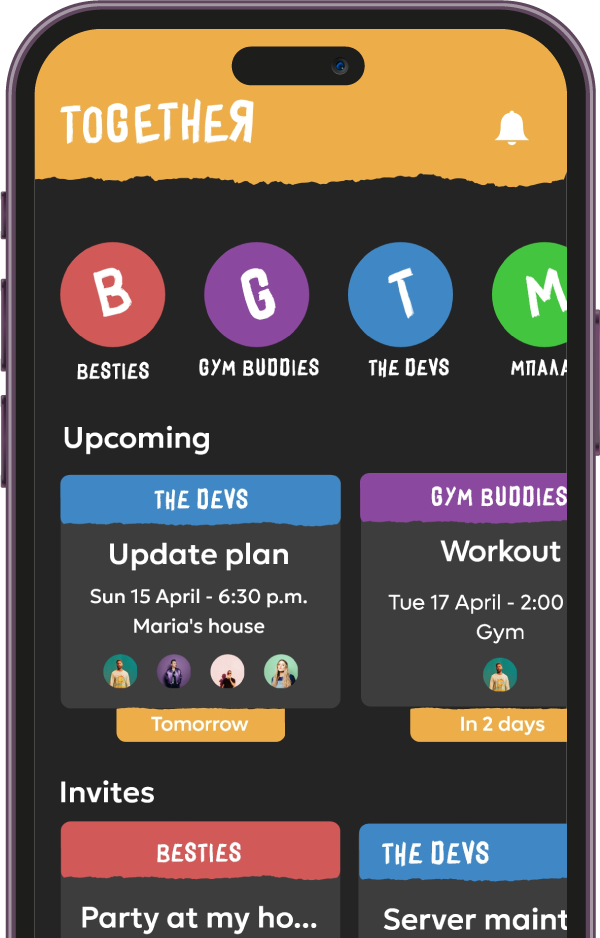 TOGETHEЯ
B
G
T
M
BESTIES
GYM BUDDIES
THE DEVS
ΜΠΑΛΑ
Upcoming
THE DEVS
GYM BUDDIES
Update plan
Workout
Sun 15 April - 6:30 p.m.
Tue 17 April - 2:00
Maria's house
Gym
Tomorrow
In 2 days
Invites
BESTIES
THE DEVS
Party at my ho...
Server maint